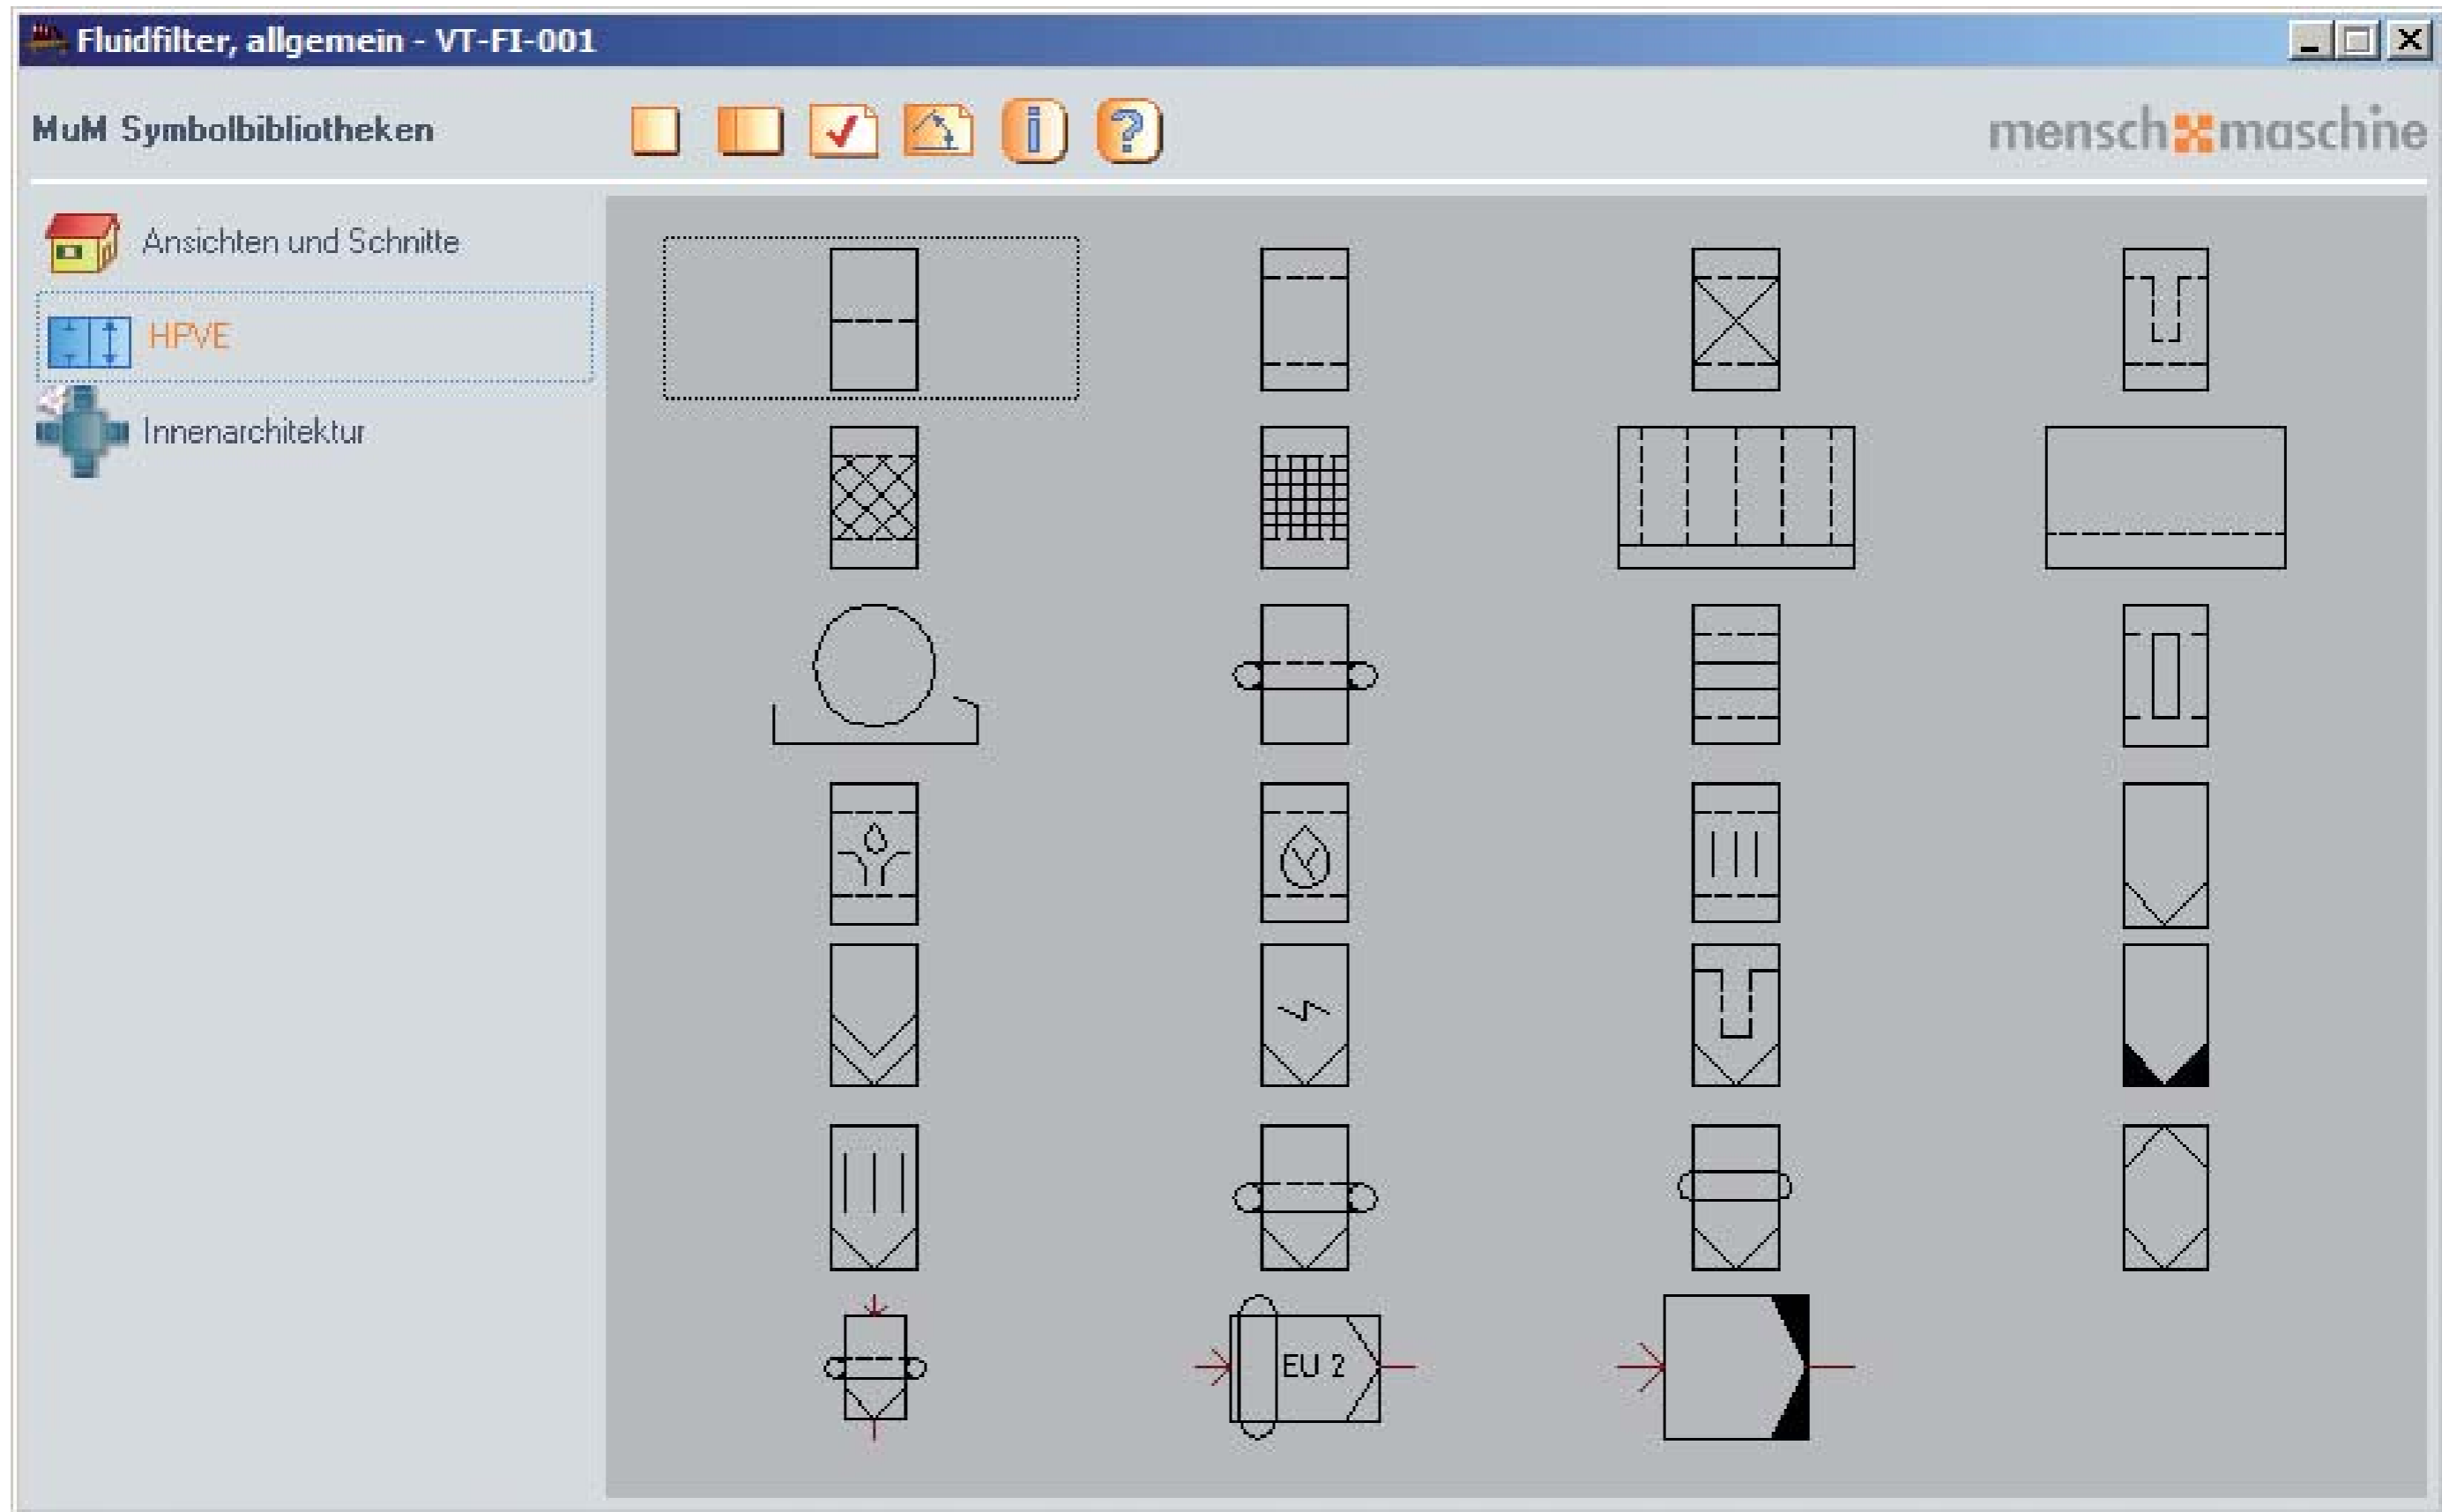 Fluidfilter, allgemein - VT-FI-001
MuM Symbolbibliotheken
mensch maschine
Ansichten und Schnitte
HPVE
Innenarchitektur
EU 2